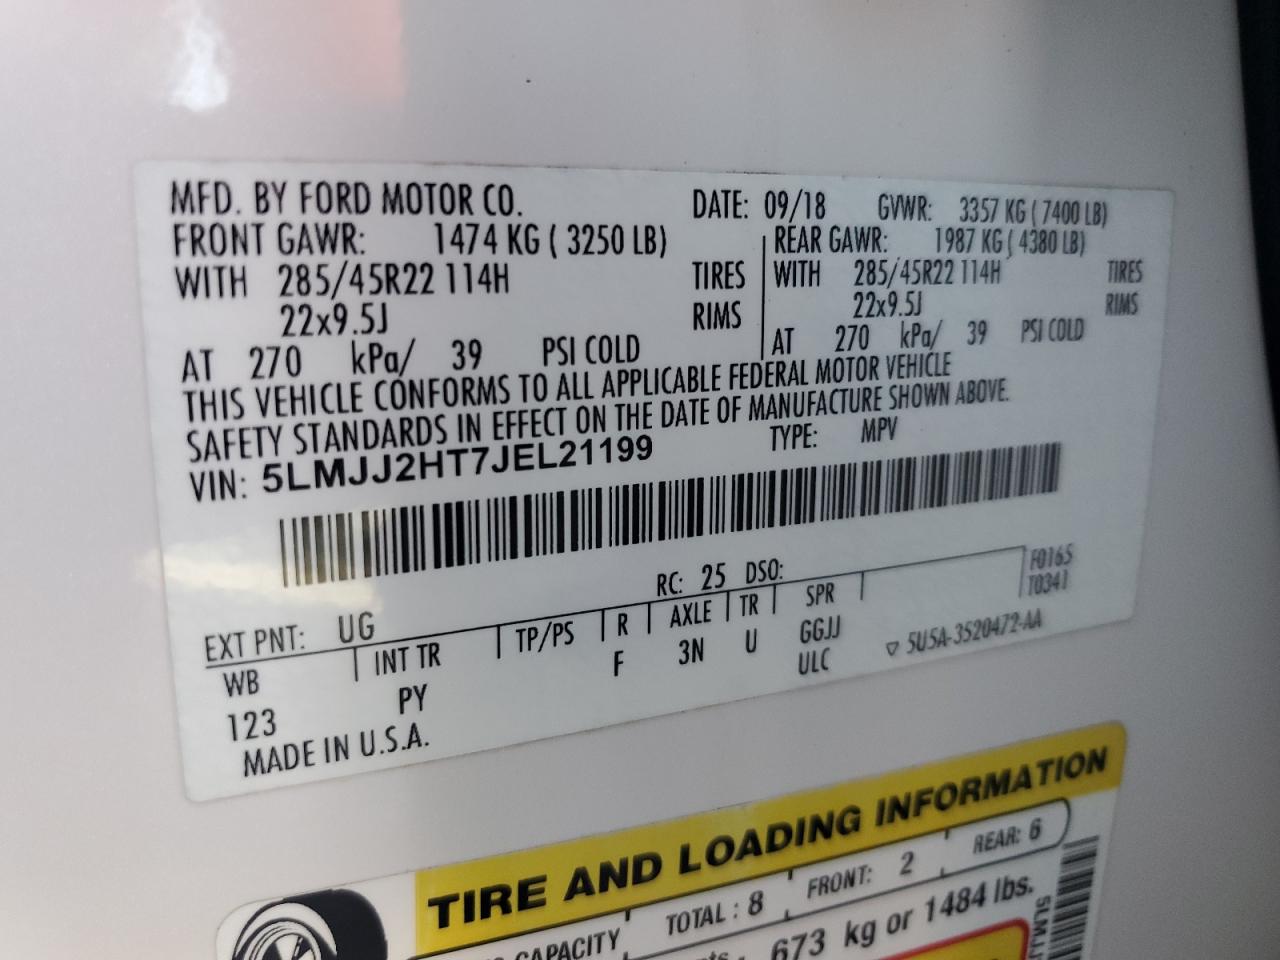 MFD. BY FORD MOTOR CO. DATE: 09/18 GVWR: 3357 KG ( 7400 LB)
FRONT GAWR: 1474 KG ( 3250 LB) REAR GAWR: 1987 KG ( 4380 LB)
WITH 285/45R22 114H TIRES WITH 285/45R22 114H TIRES
22x9.5J RIMS 22x9.5J RIMS
AT 270 kPa/ 39 PSI COLD AT 270 kPa/ 39 PSI COLD
THIS VEHICLE CONFORMS TO ALL APPLICABLE FEDERAL MOTOR VEHICLE
SAFETY STANDARDS IN EFFECT ON THE DATE OF MANUFACTURE SHOWN ABOVE.
VIN: 5LMJJ2HT7JEL21199 TYPE: MPV
F0165
EXT PNT: UG RC: 25 DSO: T0341
WB INT TR TP/PS R AXLE TR SPR
123 PY F 3N U GGJJ 5U5A-3520472-AA
ULC
MADE IN U.S.A.
TIRE AND LOADING INFORMATION
CAPACITY TOTAL : 8 FRONT: 2 REAR: 6
673 kg or 1484 lbs.
5LMJJ